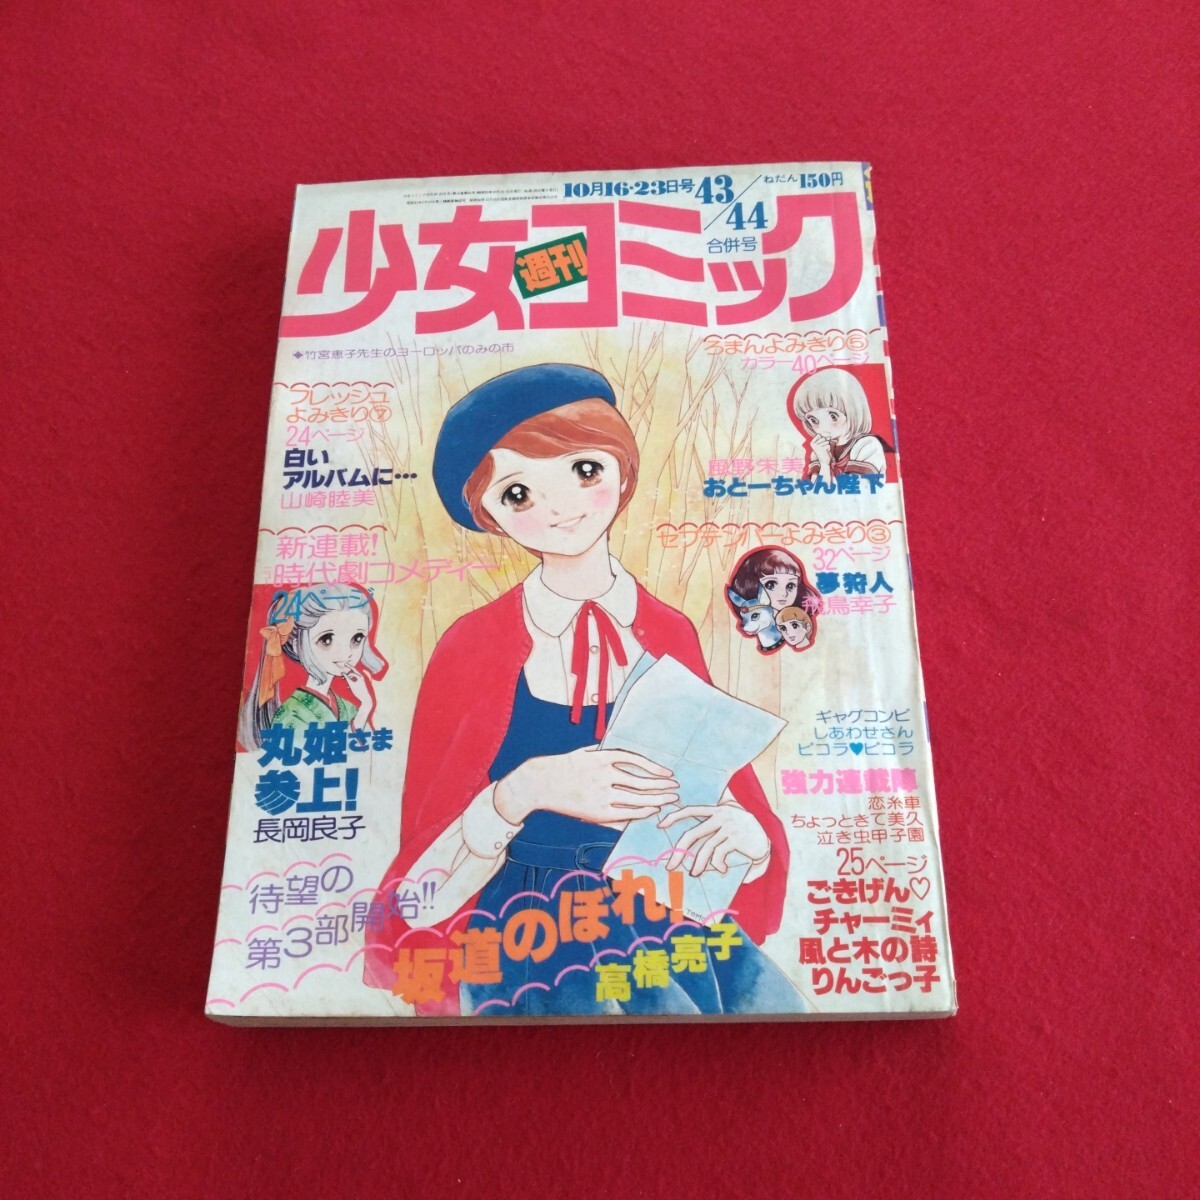 10月16・23日号43/44
合併号
ねだん150円
週刊
少女コミック
◆竹宮恵子先生のヨーロッパのみの市
フレッシュ
よみきり⑦
24ページ
白い
アルバムに…
山崎睦美
新連載!
時代劇コメディー
24ページ
丸姫さま
参上!
長岡良子
待望の
第3部開始!!
坂道のぼれ!
高橋亮子
ろまんよみきり⑥
カラー40ページ
野朱美
おとーちゃん陛下
セプテンバーよみきり③
32ページ
夢狩人
飛鳥幸子
ギャグコンビ
しあわせさん
ピコラ♥ピコラ
強力連載陣
恋糸車
ちょっときて美久
泣き虫甲子園
25ページ
ごきげん♡
チャーミィ
風と木の詩
りんごっ子